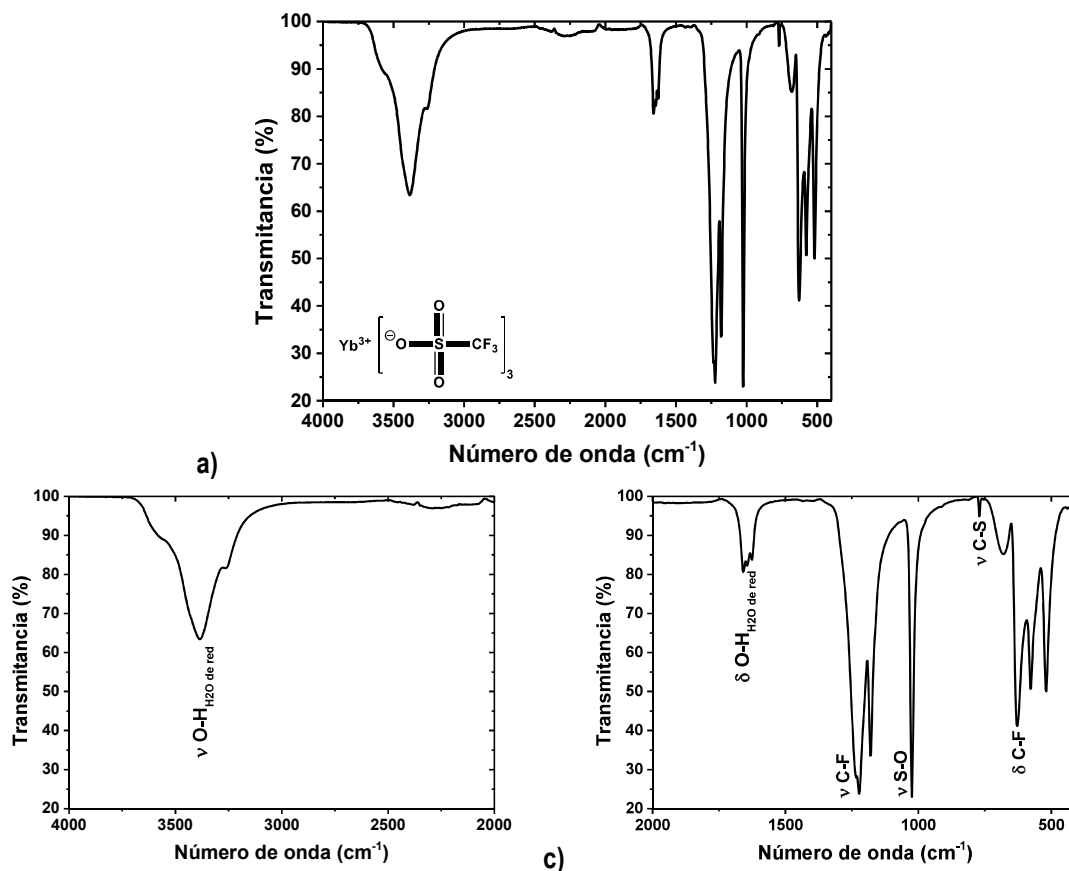 100
90
80
70
60
50
40
30
20
Transmitancia (%)
O
Yb³⁺ [ ⊖O S CF₃ ]₃
O
4000 3500 3000 2500 2000 1500 1000 500
Número de onda (cm⁻¹)
a)
100
90
80
70
60
50
40
30
20
Transmitancia (%)
ν O-H H2O de red
4000 3500 3000 2500 2000
Número de onda (cm⁻¹)
c)
100
90
80
70
60
50
40
30
20
Transmitancia (%)
δ O-H H2O de red
ν C-F
ν S-O
ν C-S
δ C-F
2000 1500 1000 500
Número de onda (cm⁻¹)